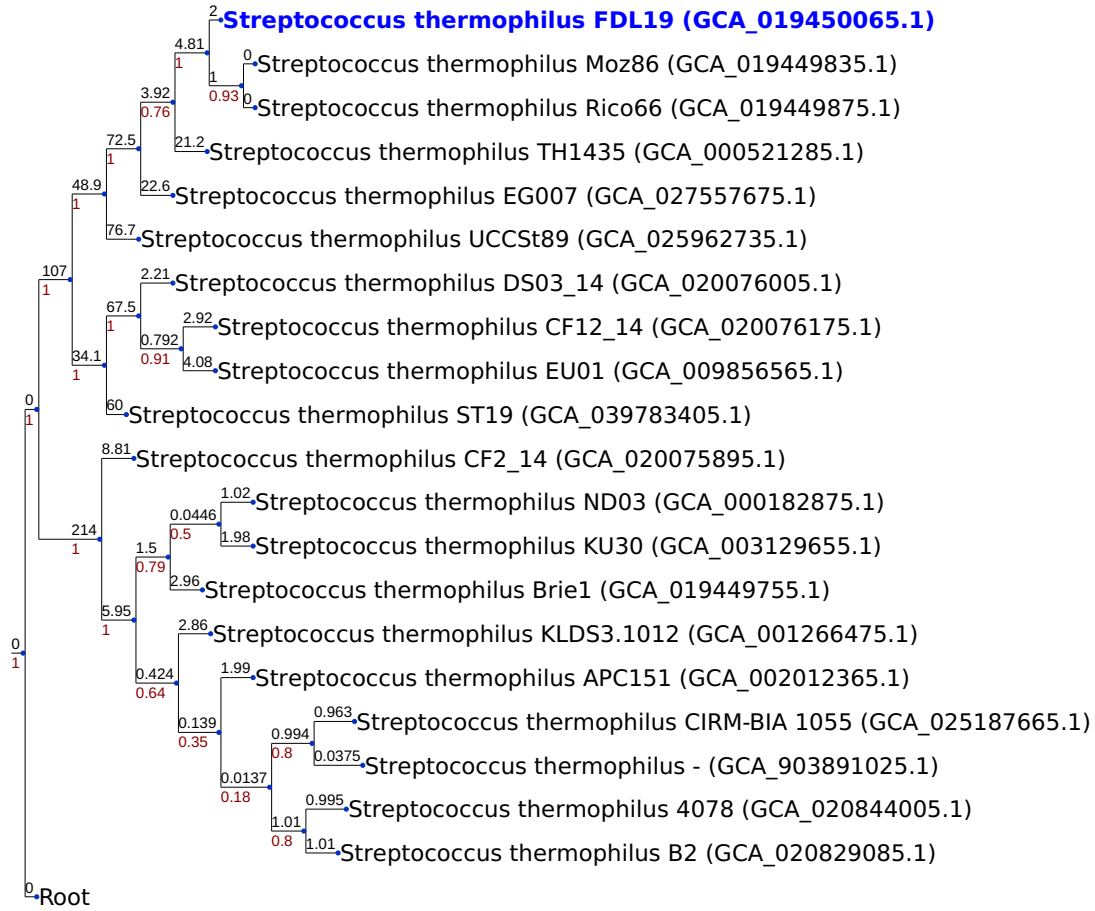 2
Streptococcus thermophilus FDL19 (GCA_019450065.1)
4.81
1
0
Streptococcus thermophilus Moz86 (GCA_019449835.1)
1
0.93
3.92
0.76
0
Streptococcus thermophilus Rico66 (GCA_019449875.1)
72.5
1
21.2
Streptococcus thermophilus TH1435 (GCA_000521285.1)
48.9
1
22.6
Streptococcus thermophilus EG007 (GCA_027557675.1)
76.7
Streptococcus thermophilus UCCSt89 (GCA_025962735.1)
107
1
2.21
Streptococcus thermophilus DS03_14 (GCA_020076005.1)
67.5
1
2.92
Streptococcus thermophilus CF12_14 (GCA_020076175.1)
0.792
0.91
34.1
1
4.08
Streptococcus thermophilus EU01 (GCA_009856565.1)
0
1
60
Streptococcus thermophilus ST19 (GCA_039783405.1)
8.81
Streptococcus thermophilus CF2_14 (GCA_020075895.1)
1.02
Streptococcus thermophilus ND03 (GCA_000182875.1)
0.0446
0.5
214
1
1.98
Streptococcus thermophilus KU30 (GCA_003129655.1)
1.5
0.79
2.96
Streptococcus thermophilus Brie1 (GCA_019449755.1)
5.95
1
2.86
Streptococcus thermophilus KLDS3.1012 (GCA_001266475.1)
0
1
0.424
0.64
1.99
Streptococcus thermophilus APC151 (GCA_002012365.1)
0.139
0.35
0.963
Streptococcus thermophilus CIRM-BIA 1055 (GCA_025187665.1)
0.994
0.8
0.0375
Streptococcus thermophilus - (GCA_903891025.1)
0.0137
0.18
0.995
Streptococcus thermophilus 4078 (GCA_020844005.1)
1.01
0.8
1.01
Streptococcus thermophilus B2 (GCA_020829085.1)
0
Root